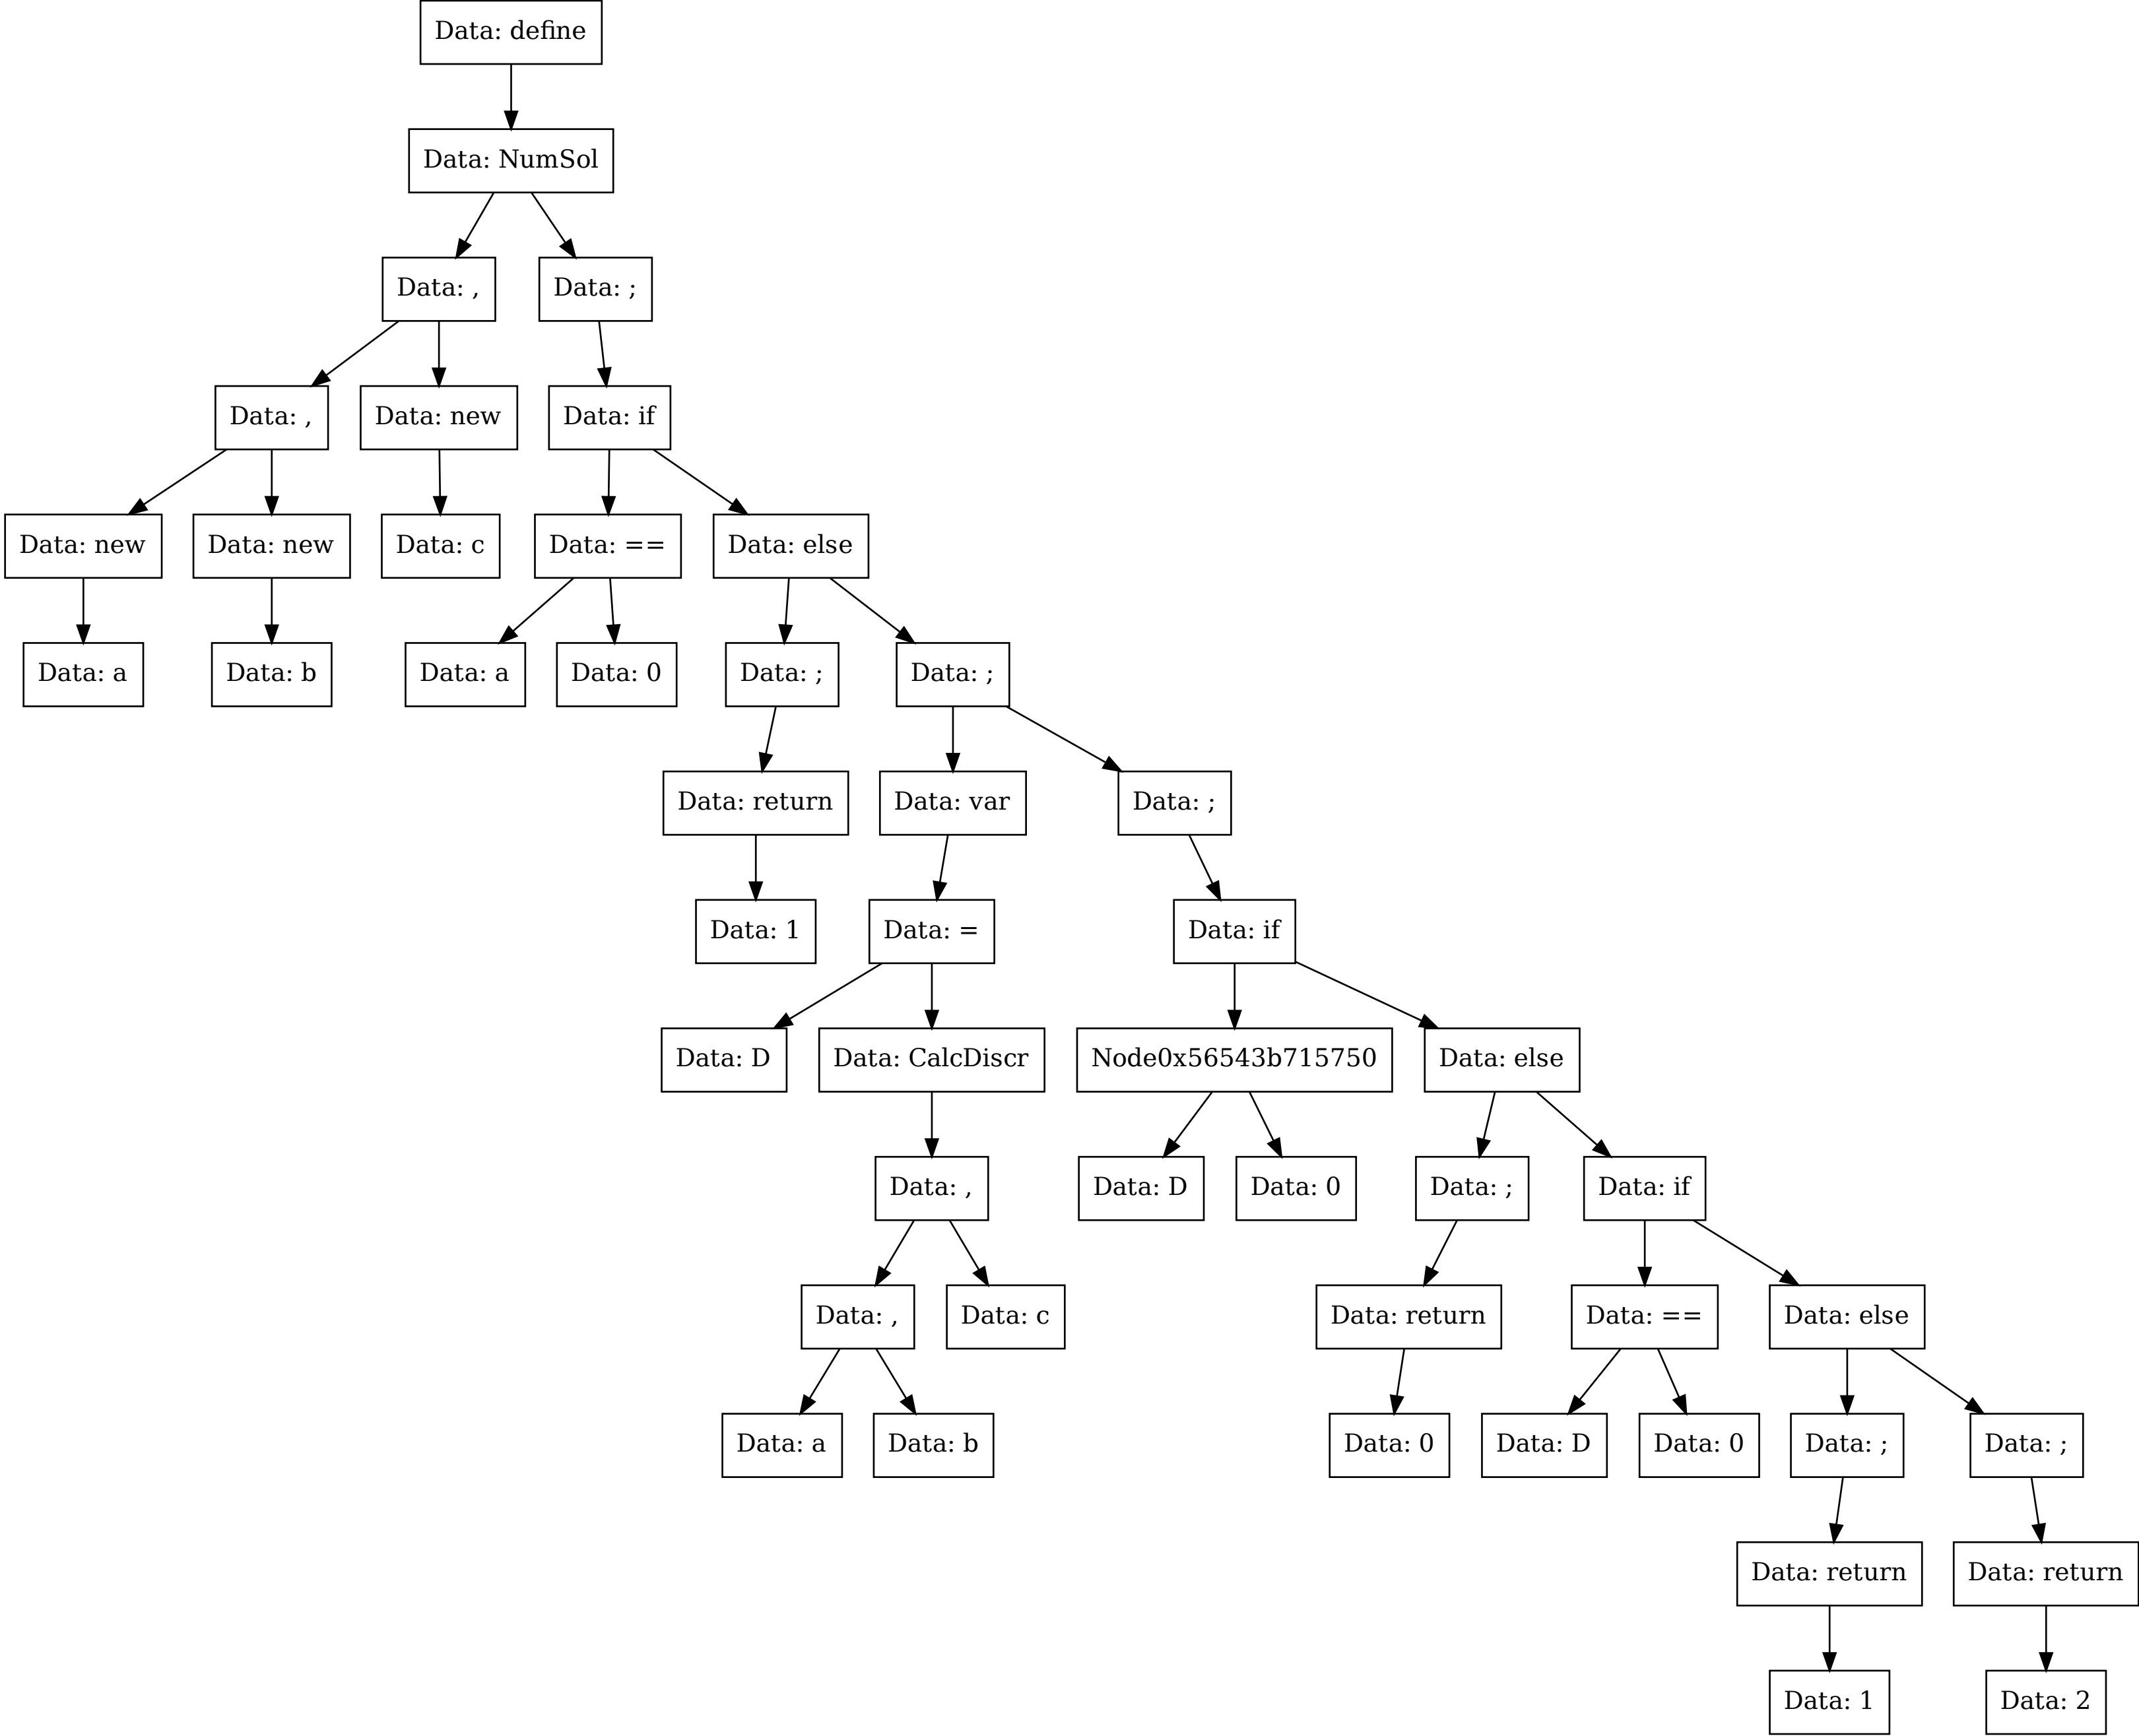 Data: define
Data: NumSol
Data: ,
Data: ;
Data: ,
Data: new
Data: if
Data: new
Data: new
Data: c
Data: ==
Data: else
Data: a
Data: b
Data: a
Data: 0
Data: ;
Data: ;
Data: return
Data: var
Data: ;
Data: 1
Data: =
Data: if
Data: D
Data: CalcDiscr
Node0x56543b715750
Data: else
Data: ,
Data: D
Data: 0
Data: ;
Data: if
Data: ,
Data: c
Data: return
Data: ==
Data: else
Data: a
Data: b
Data: 0
Data: D
Data: 0
Data: ;
Data: ;
Data: return
Data: return
Data: 1
Data: 2